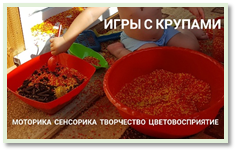 ИГРЫ С КРУПАМИ
МОТОРИКА СЕНСОРИКА ТВОРЧЕСТВО ЦВЕТОВОСПРИЯТИЕ